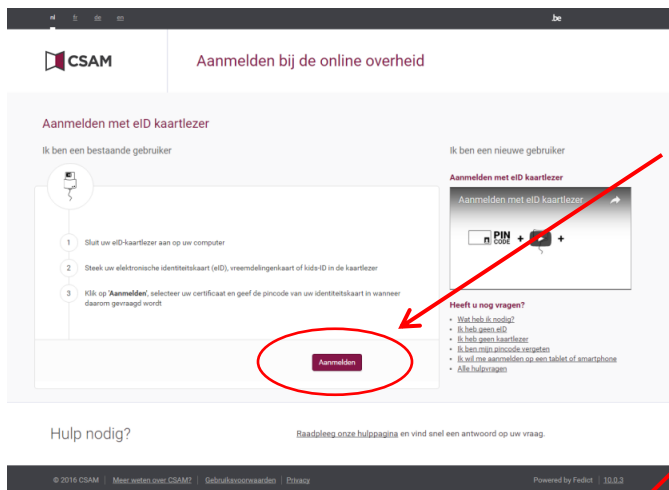 nl fr de en
.be
CSAM
Aanmelden bij de online overheid
Aanmelden met eID kaartlezer
Ik ben een bestaande gebruiker
1 Sluit uw eID-kaartlezer aan op uw computer
2 Steek uw elektronische identiteitskaart (eID), vreemdelingenkaart of kids-ID in de kaartlezer
3 Klik op 'Aanmelden', selecteer uw certificaat en geef de pincode van uw identiteitskaart in wanneer
daarom gevraagd wordt
Aanmelden
Ik ben een nieuwe gebruiker
Aanmelden met eID kaartlezer
Aanmelden met eID kaartlezer
PIN
CODE + +
Heeft u nog vragen?
Wat heb ik nodig?
Ik heb geen eID
Ik heb geen kaartlezer
Ik ben mijn pincode vergeten
Ik wil me aanmelden op een tablet of smartphone
Alle hulpvragen
Hulp nodig?
Raadpleeg onze hulppagina en vind snel een antwoord op uw vraag.
© 2016 CSAM | Meer weten over CSAM? | Gebruiksvoorwaarden | Privacy
Powered by Fedict | 10.0.3